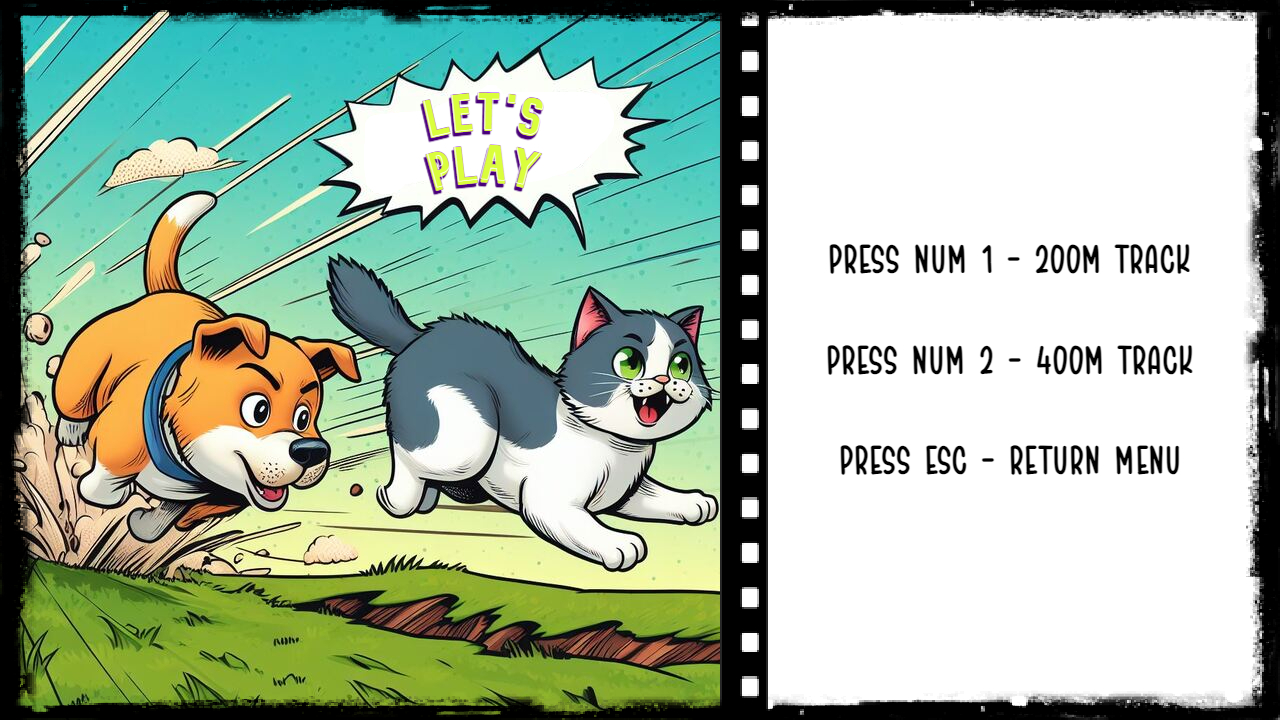 LET'S
PLAY
PRESS NUM 1 - 200M TRACK
PRESS NUM 2 - 400M TRACK
PRESS ESC - RETURN MENU